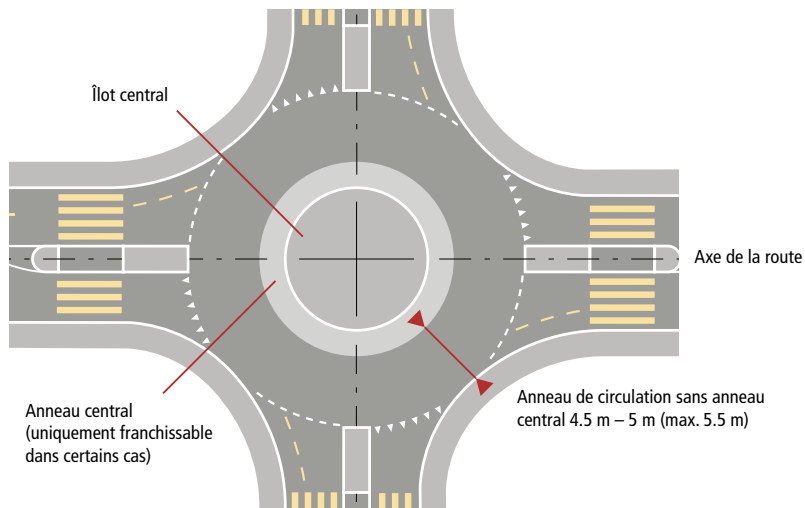 Îlot central
Axe de la route
Anneau central
(uniquement franchissable
dans certains cas)
Anneau de circulation sans anneau
central 4.5 m – 5 m (max. 5.5 m)